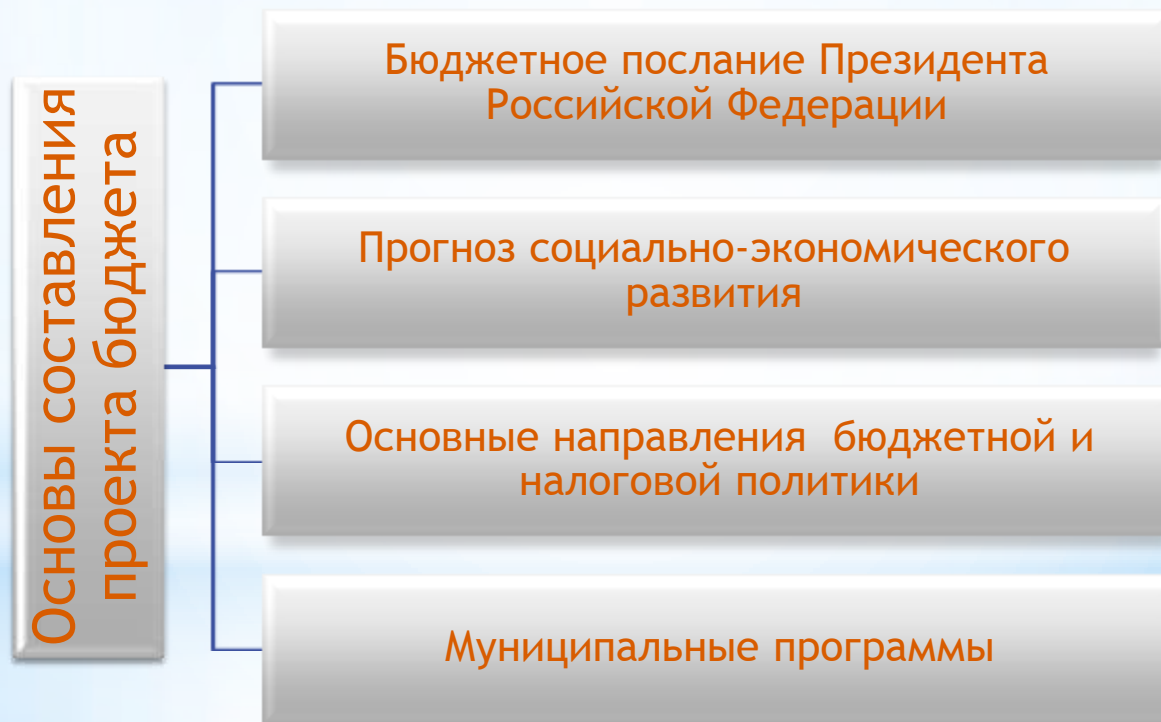 Основы составления
проекта бюджета
Бюджетное послание Президента
Российской Федерации
Прогноз социально-экономического
развития
Основные направления бюджетной и
налоговой политики
Муниципальные программы